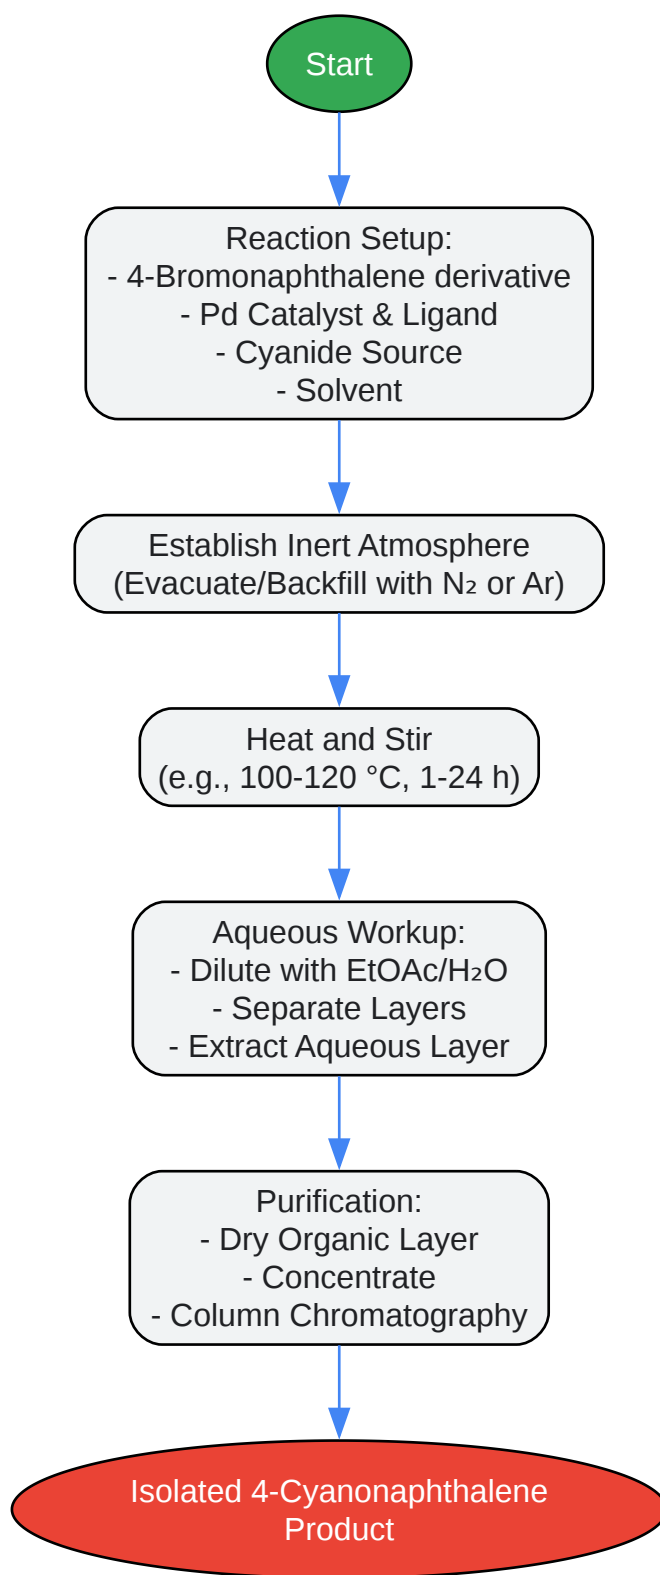 Start
Reaction Setup:
- 4-Bromonaphthalene derivative
- Pd Catalyst & Ligand
- Cyanide Source
- Solvent
Establish Inert Atmosphere
(Evacuate/Backfill with N₂ or Ar)
Heat and Stir
(e.g., 100-120 °C, 1-24 h)
Aqueous Workup:
- Dilute with EtOAc/H₂O
- Separate Layers
- Extract Aqueous Layer
Purification:
- Dry Organic Layer
- Concentrate
- Column Chromatography
Isolated 4-Cyanonaphthalene
Product